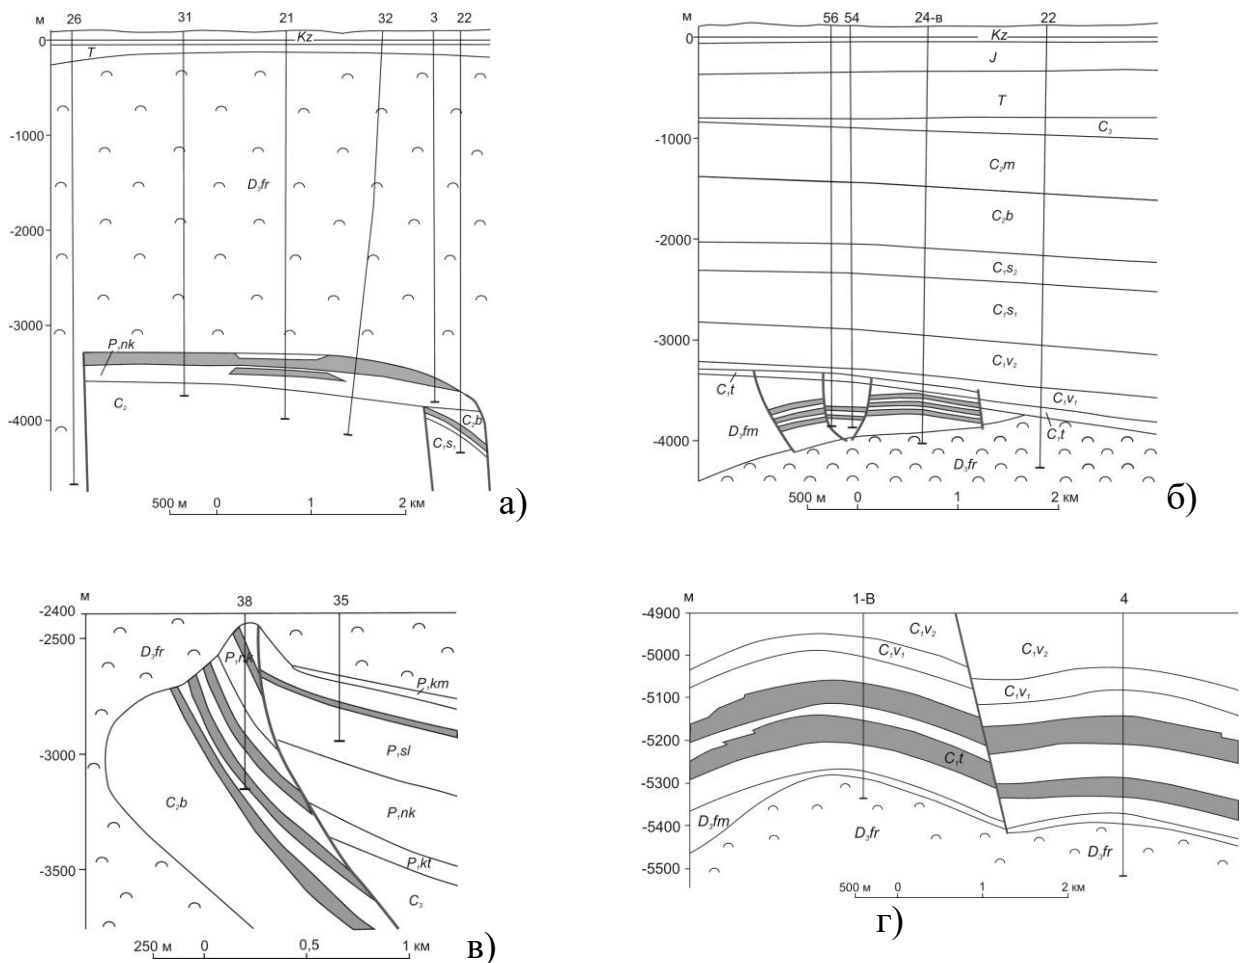 м 26 31 21 32 3 22
Kz
0
T
-1000
D₃fr
-2000
-3000
P₁nk
C₂
-4000
C₂b
C₁s₁
500 м 0 1 2 км
а)
м 56 54 24-в 22
Kz
0
J
T
C₃
-1000
C₂m
C₂b
-2000
C₁s₂
C₁s₁
-3000
C₁v₂
C₁t
C₁v₁
D₃fm
C₁t
-4000
D₃fr
500 м 0 1 2 км
б)
м 38 35
-2400
-2500
D₃fr
P₁nk
P₁km
P₁sl
-3000
C₂b
P₁nk
P₁kt
-3500
C₃
250 м 0 0,5 1 км
в)
м 1-В 4
-4900
C₁v₂
C₁v₁
C₁v₂
-5000
C₁v₁
-5100
-5200
C₁t
-5300
D₃fm
-5400
D₃fr
D₃fr
-5500
500 м 0 1 2 км
г)